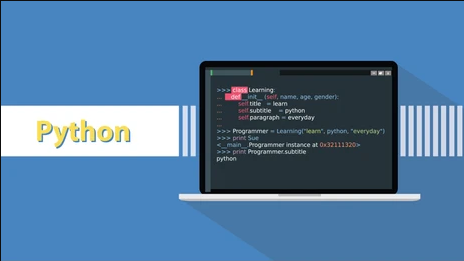 Python
>>> class Learning:
... def __init__ (self, name, age, gender):
... self.title = learn
... self.subtitle = python
... self.paragraph = everyday
...
>>> Programmer = Learning("learn", python, "everyday")
>>> print Sue
<__main__.Programmer instance at 0x32111320>
>>> print Programmer.subtitle
python